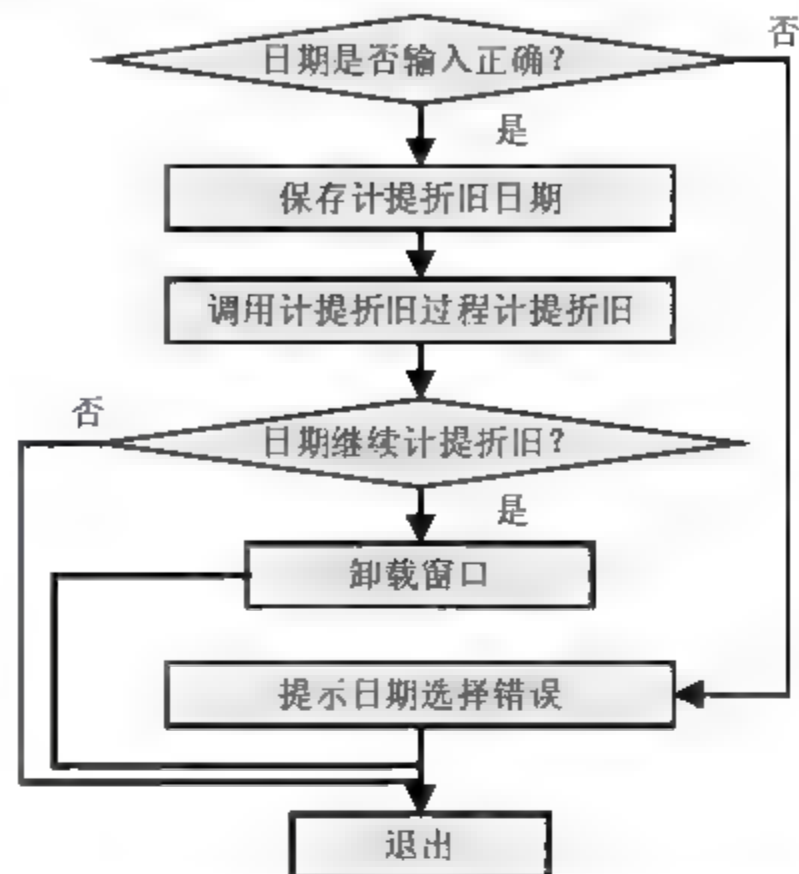 否
日期是否输入正确？
是
保存计提折旧日期
调用计提折旧过程计提折旧
否
日期继续计提折旧？
是
卸载窗口
提示日期选择错误
退出